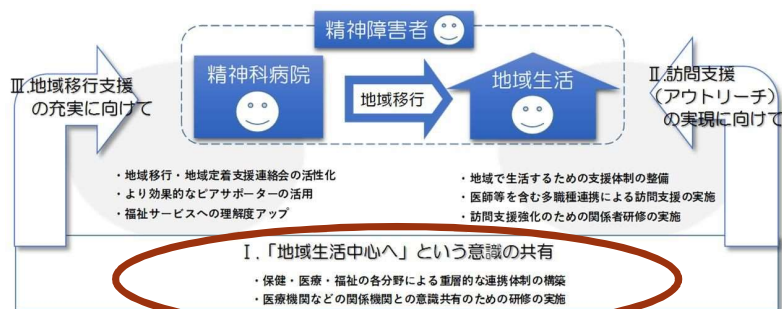 精神障害者
Ⅲ.地域移行支援
の充実に向けて
精神科病院
地域移行
地域生活
Ⅱ.訪問支援
（アウトリーチ）
の実現に向けて
・地域移行・地域定着支援連絡会の活性化
・より効果的なピアサポーターの活用
・福祉サービスへの理解度アップ
・地域で生活するための支援体制の整備
・医師等を含む多職種連携による訪問支援の実施
・訪問支援強化のための関係者研修の実施
Ⅰ.「地域生活中心へ」という意識の共有
・保健・医療・福祉の各分野による重層的な連携体制の構築
・医療機関などの関係機関との意識共有のための研修の実施